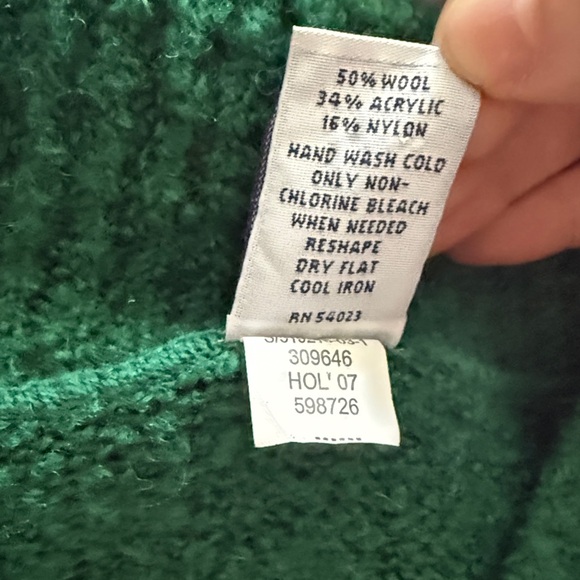 50% WOOL
34% ACRYLIC
16% NYLON
HAND WASH COLD
ONLY NON-
CHLORINE BLEACH
WHEN NEEDED
RESHAPE
DRY FLAT
COOL IRON
RN 54023
309646
HOL' 07
598726